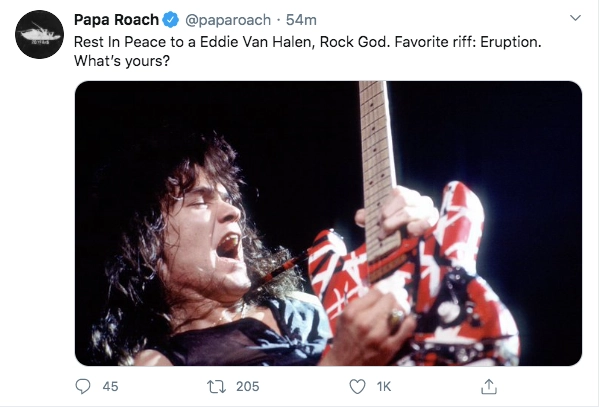 Papa Roach @paparoach · 54m
Rest In Peace to a Eddie Van Halen, Rock God. Favorite riff: Eruption.
What's yours?
45 205 1K